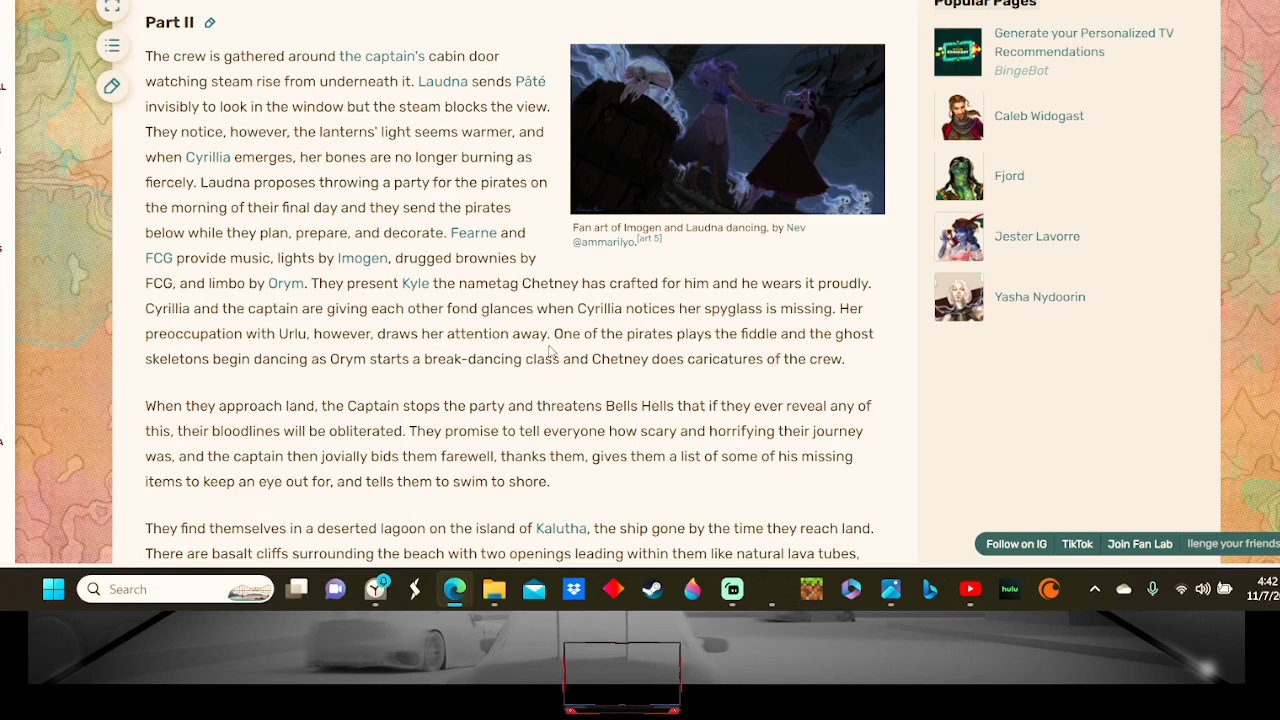 Part II
The crew is gathered around the captain's cabin door
watching steam rise from underneath it. Laudna sends Pâté
invisibly to look in the window but the steam blocks the view.
They notice, however, the lanterns' light seems warmer, and
when Cyrillia emerges, her bones are no longer burning as
fiercely. Laudna proposes throwing a party for the pirates on
the morning of their final day and they send the pirates
below while they plan, prepare, and decorate. Fearne and
FCG provide music, lights by Imogen, drugged brownies by
FCG, and limbo by Orym. They present Kyle the nametag Chetney has crafted for him and he wears it proudly.
Cyrillia and the captain are giving each other fond glances when Cyrillia notices her spyglass is missing. Her
preoccupation with Urlu, however, draws her attention away. One of the pirates plays the fiddle and the ghost
skeletons begin dancing as Orym starts a break-dancing class and Chetney does caricatures of the crew.
Fan art of Imogen and Laudna dancing, by Nev
@ammarilyo.[art 5]
When they approach land, the Captain stops the party and threatens Bells Hells that if they ever reveal any of
this, their bloodlines will be obliterated. They promise to tell everyone how scary and horrifying their journey
was, and the captain then jovially bids them farewell, thanks them, gives them a list of some of his missing
items to keep an eye out for, and tells them to swim to shore.
They find themselves in a deserted lagoon on the island of Kalutha, the ship gone by the time they reach land.
There are basalt cliffs surrounding the beach with two openings leading within them like natural lava tubes,
Popular Pages
Generate your Personalized TV
Recommendations
BingeBot
Caleb Widogast
Fjord
Jester Lavorre
Yasha Nydoorin
Follow on IG TikTok Join Fan Lab llenge your friends
Search
hulu
4:42
11/7/2